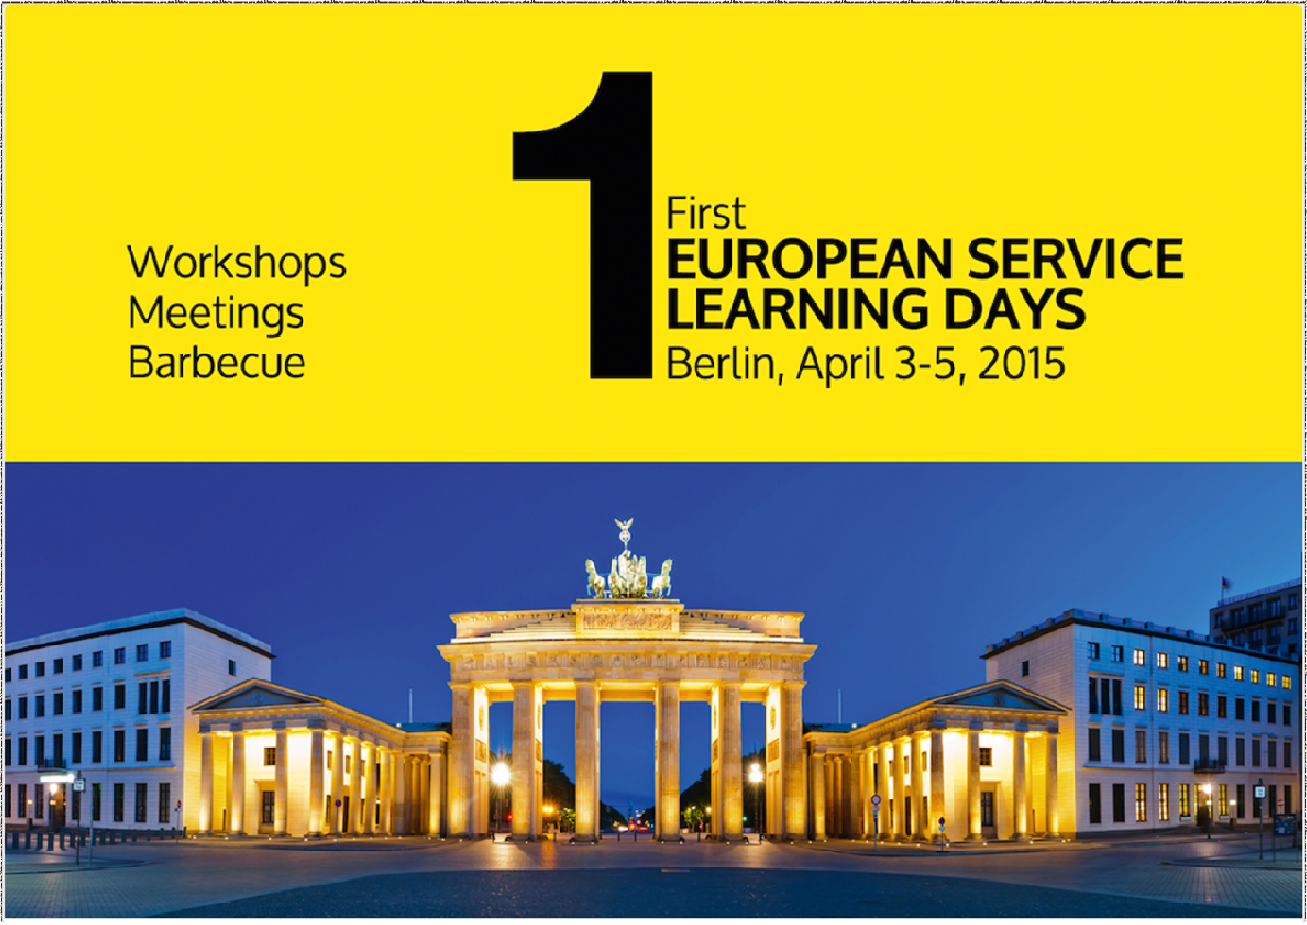 Workshops
Meetings
Barbecue
1
First
EUROPEAN SERVICE
LEARNING DAYS
Berlin, April 3-5, 2015